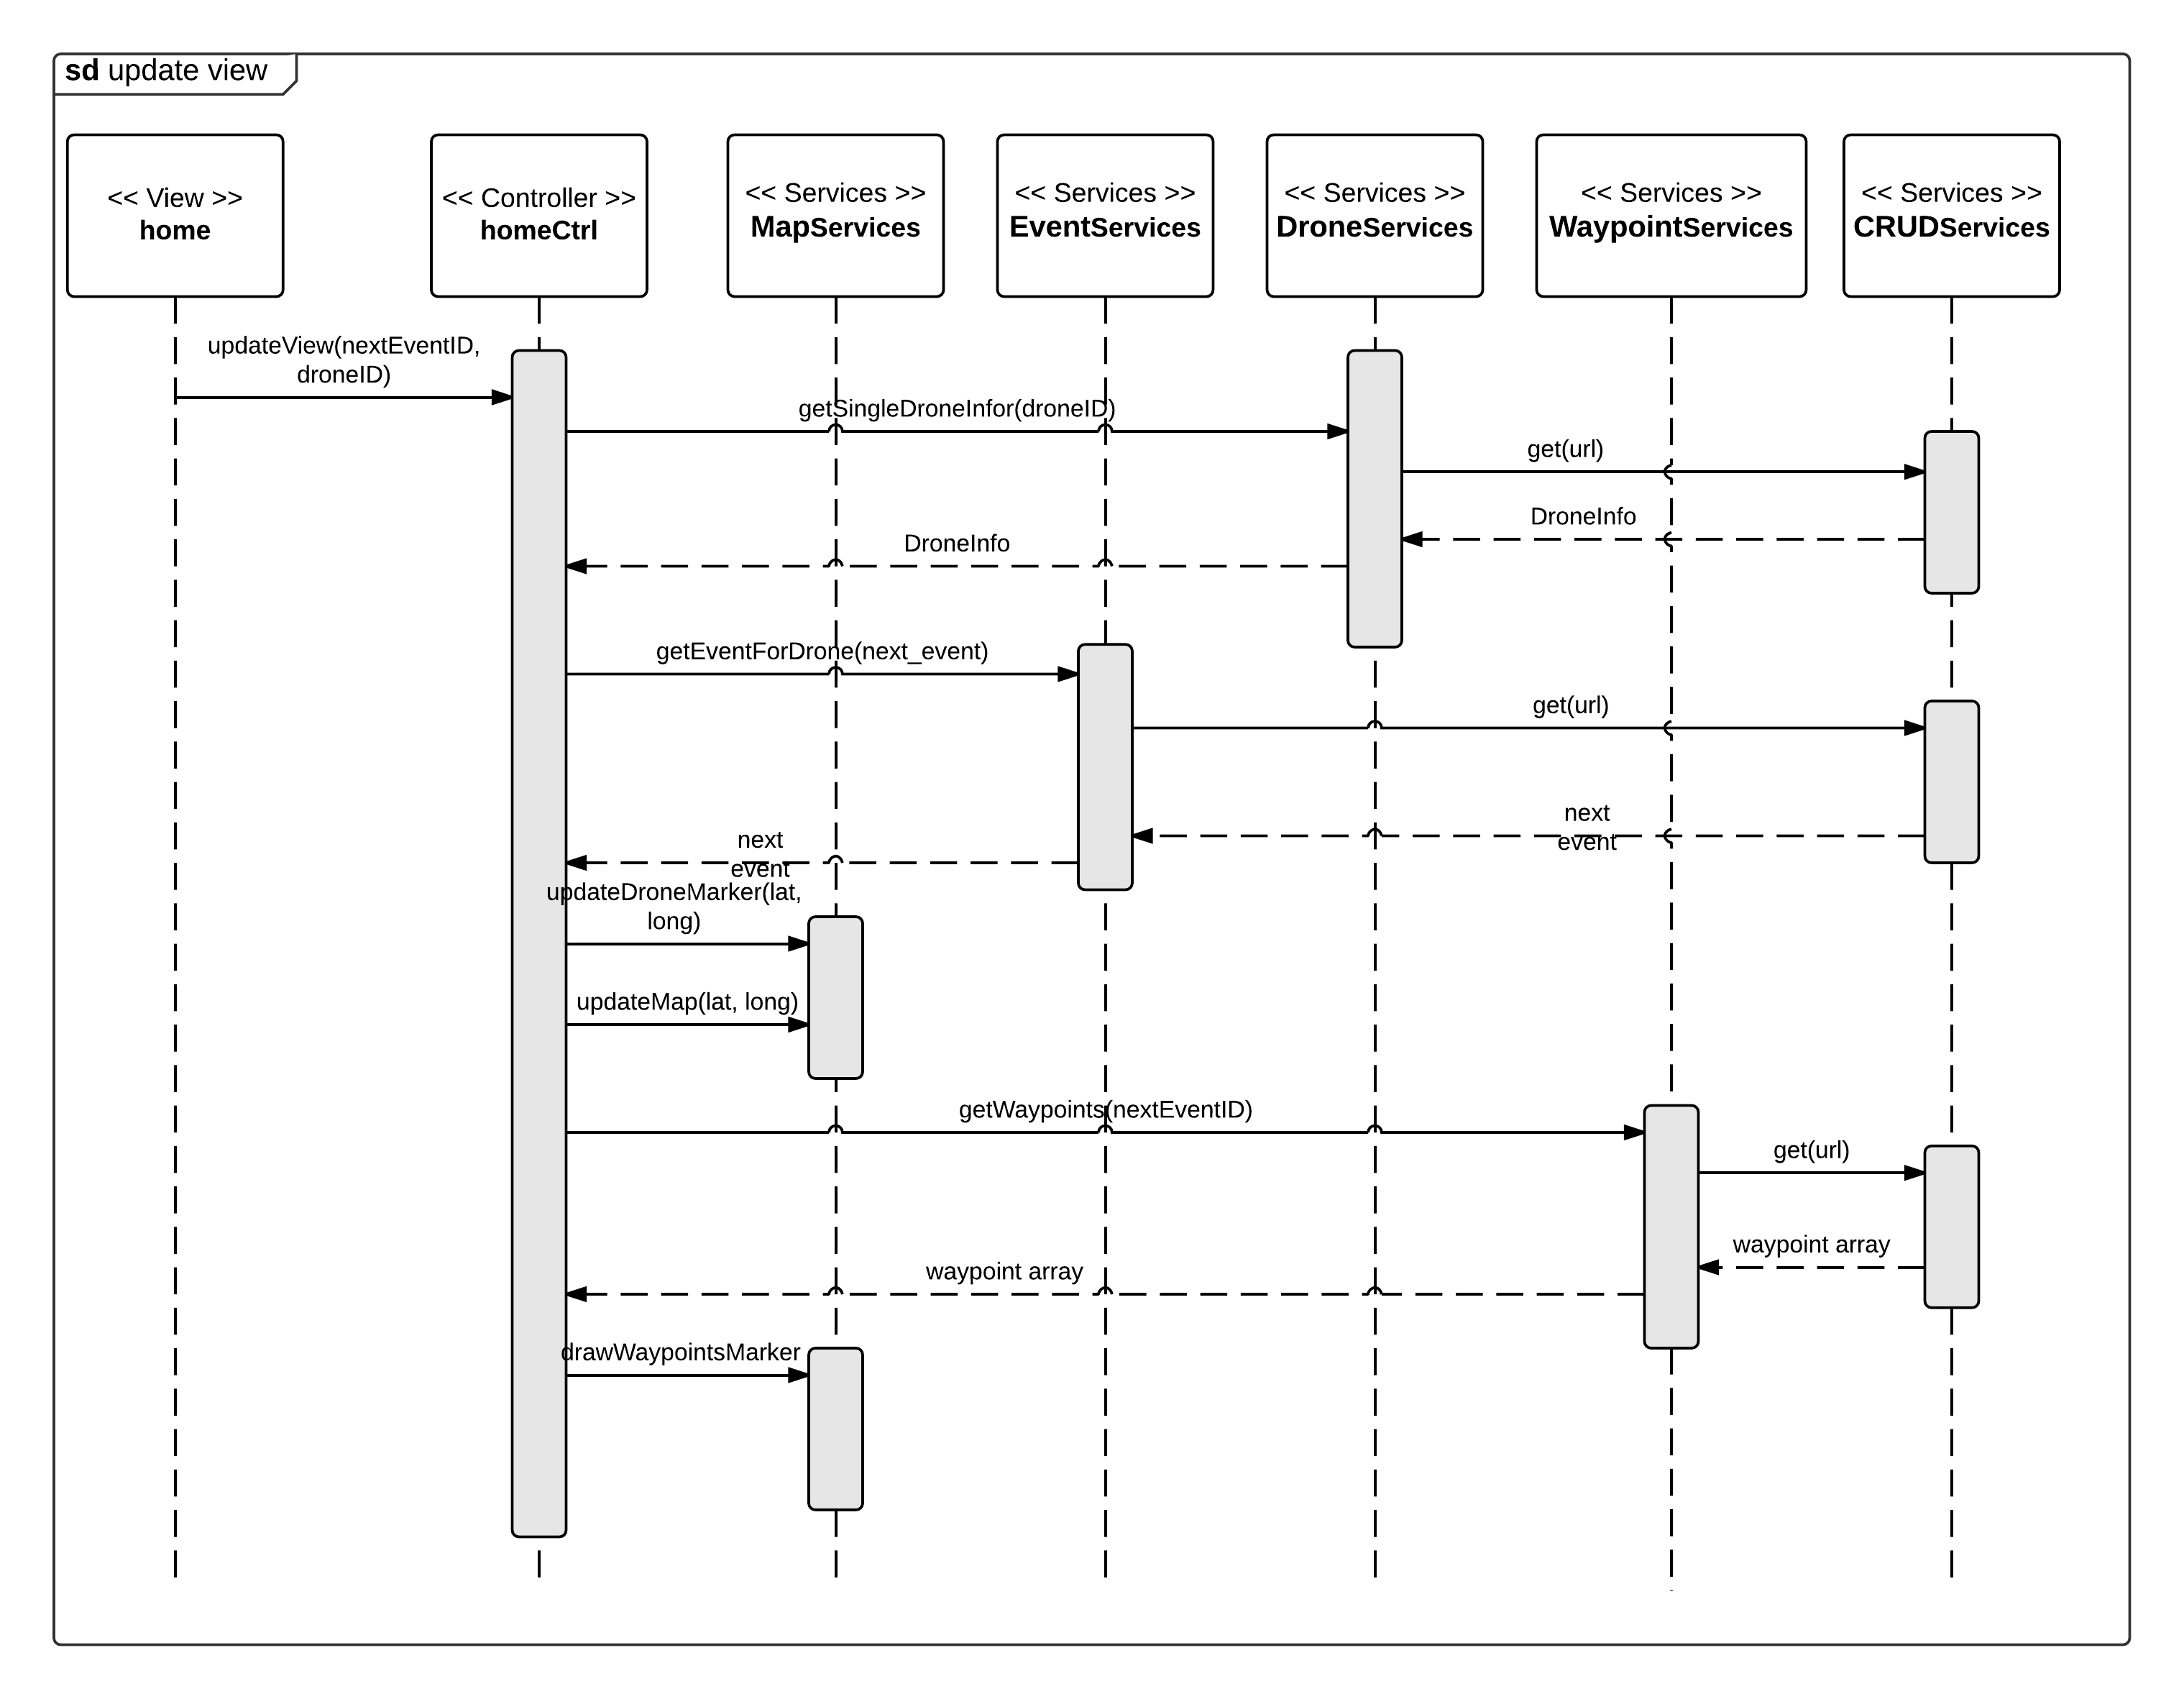 sd update view
<< View >>
home
<< Controller >>
homeCtrl
<< Services >>
MapServices
<< Services >>
EventServices
<< Services >>
DroneServices
<< Services >>
WaypointServices
<< Services >>
CRUDServices
updateView(nextEventID,
droneID)
getSingleDroneInfor(droneID)
get(url)
DroneInfo
DroneInfo
getEventForDrone(next_event)
get(url)
next
event
next
event
updateDroneMarker(lat,
long)
updateMap(lat, long)
getWaypoints(nextEventID)
get(url)
waypoint array
waypoint array
drawWaypointsMarker